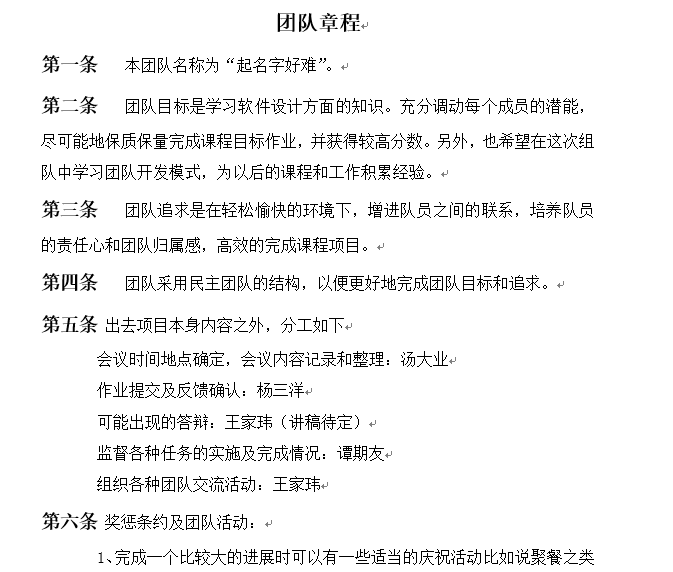 团队章程
第一条 本团队名称为“起名字好难”。
第二条 团队目标是学习软件设计方面的知识。充分调动每个成员的潜能，
尽可能地保质保量完成课程目标作业，并获得较高分数。另外，也希望在这次组
队中学习团队开发模式，为以后的课程和工作积累经验。
第三条 团队追求是在轻松愉快的环境下，增进队员之间的联系，培养队员
的责任心和团队归属感，高效的完成课程项目。
第四条 团队采用民主团队的结构，以便更好地完成团队目标和追求。
第五条 出去项目本身内容之外，分工如下
会议时间地点确定，会议内容记录和整理：汤大业
作业提交及反馈确认：杨三洋
可能出现的答辩：王家玮（讲稿待定）
监督各种任务的实施及完成情况：谭期友
组织各种团队交流活动：王家玮
第六条 奖惩条约及团队活动：
1、完成一个比较大的进展时可以有一些适当的庆祝活动比如说聚餐之类